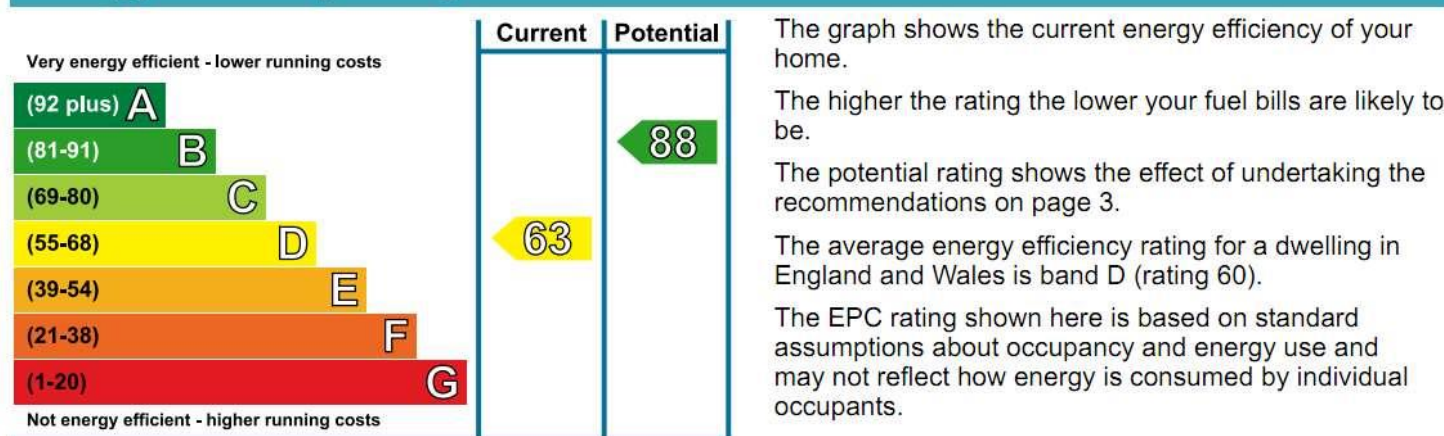 Current Potential
Very energy efficient - lower running costs
(92 plus) A
(81-91) B
88
(69-80) C
(55-68) D
63
(39-54) E
(21-38) F
(1-20) G
Not energy efficient - higher running costs
The graph shows the current energy efficiency of your
home.
The higher the rating the lower your fuel bills are likely to
be.
The potential rating shows the effect of undertaking the
recommendations on page 3.
The average energy efficiency rating for a dwelling in
England and Wales is band D (rating 60).
The EPC rating shown here is based on standard
assumptions about occupancy and energy use and
may not reflect how energy is consumed by individual
occupants.